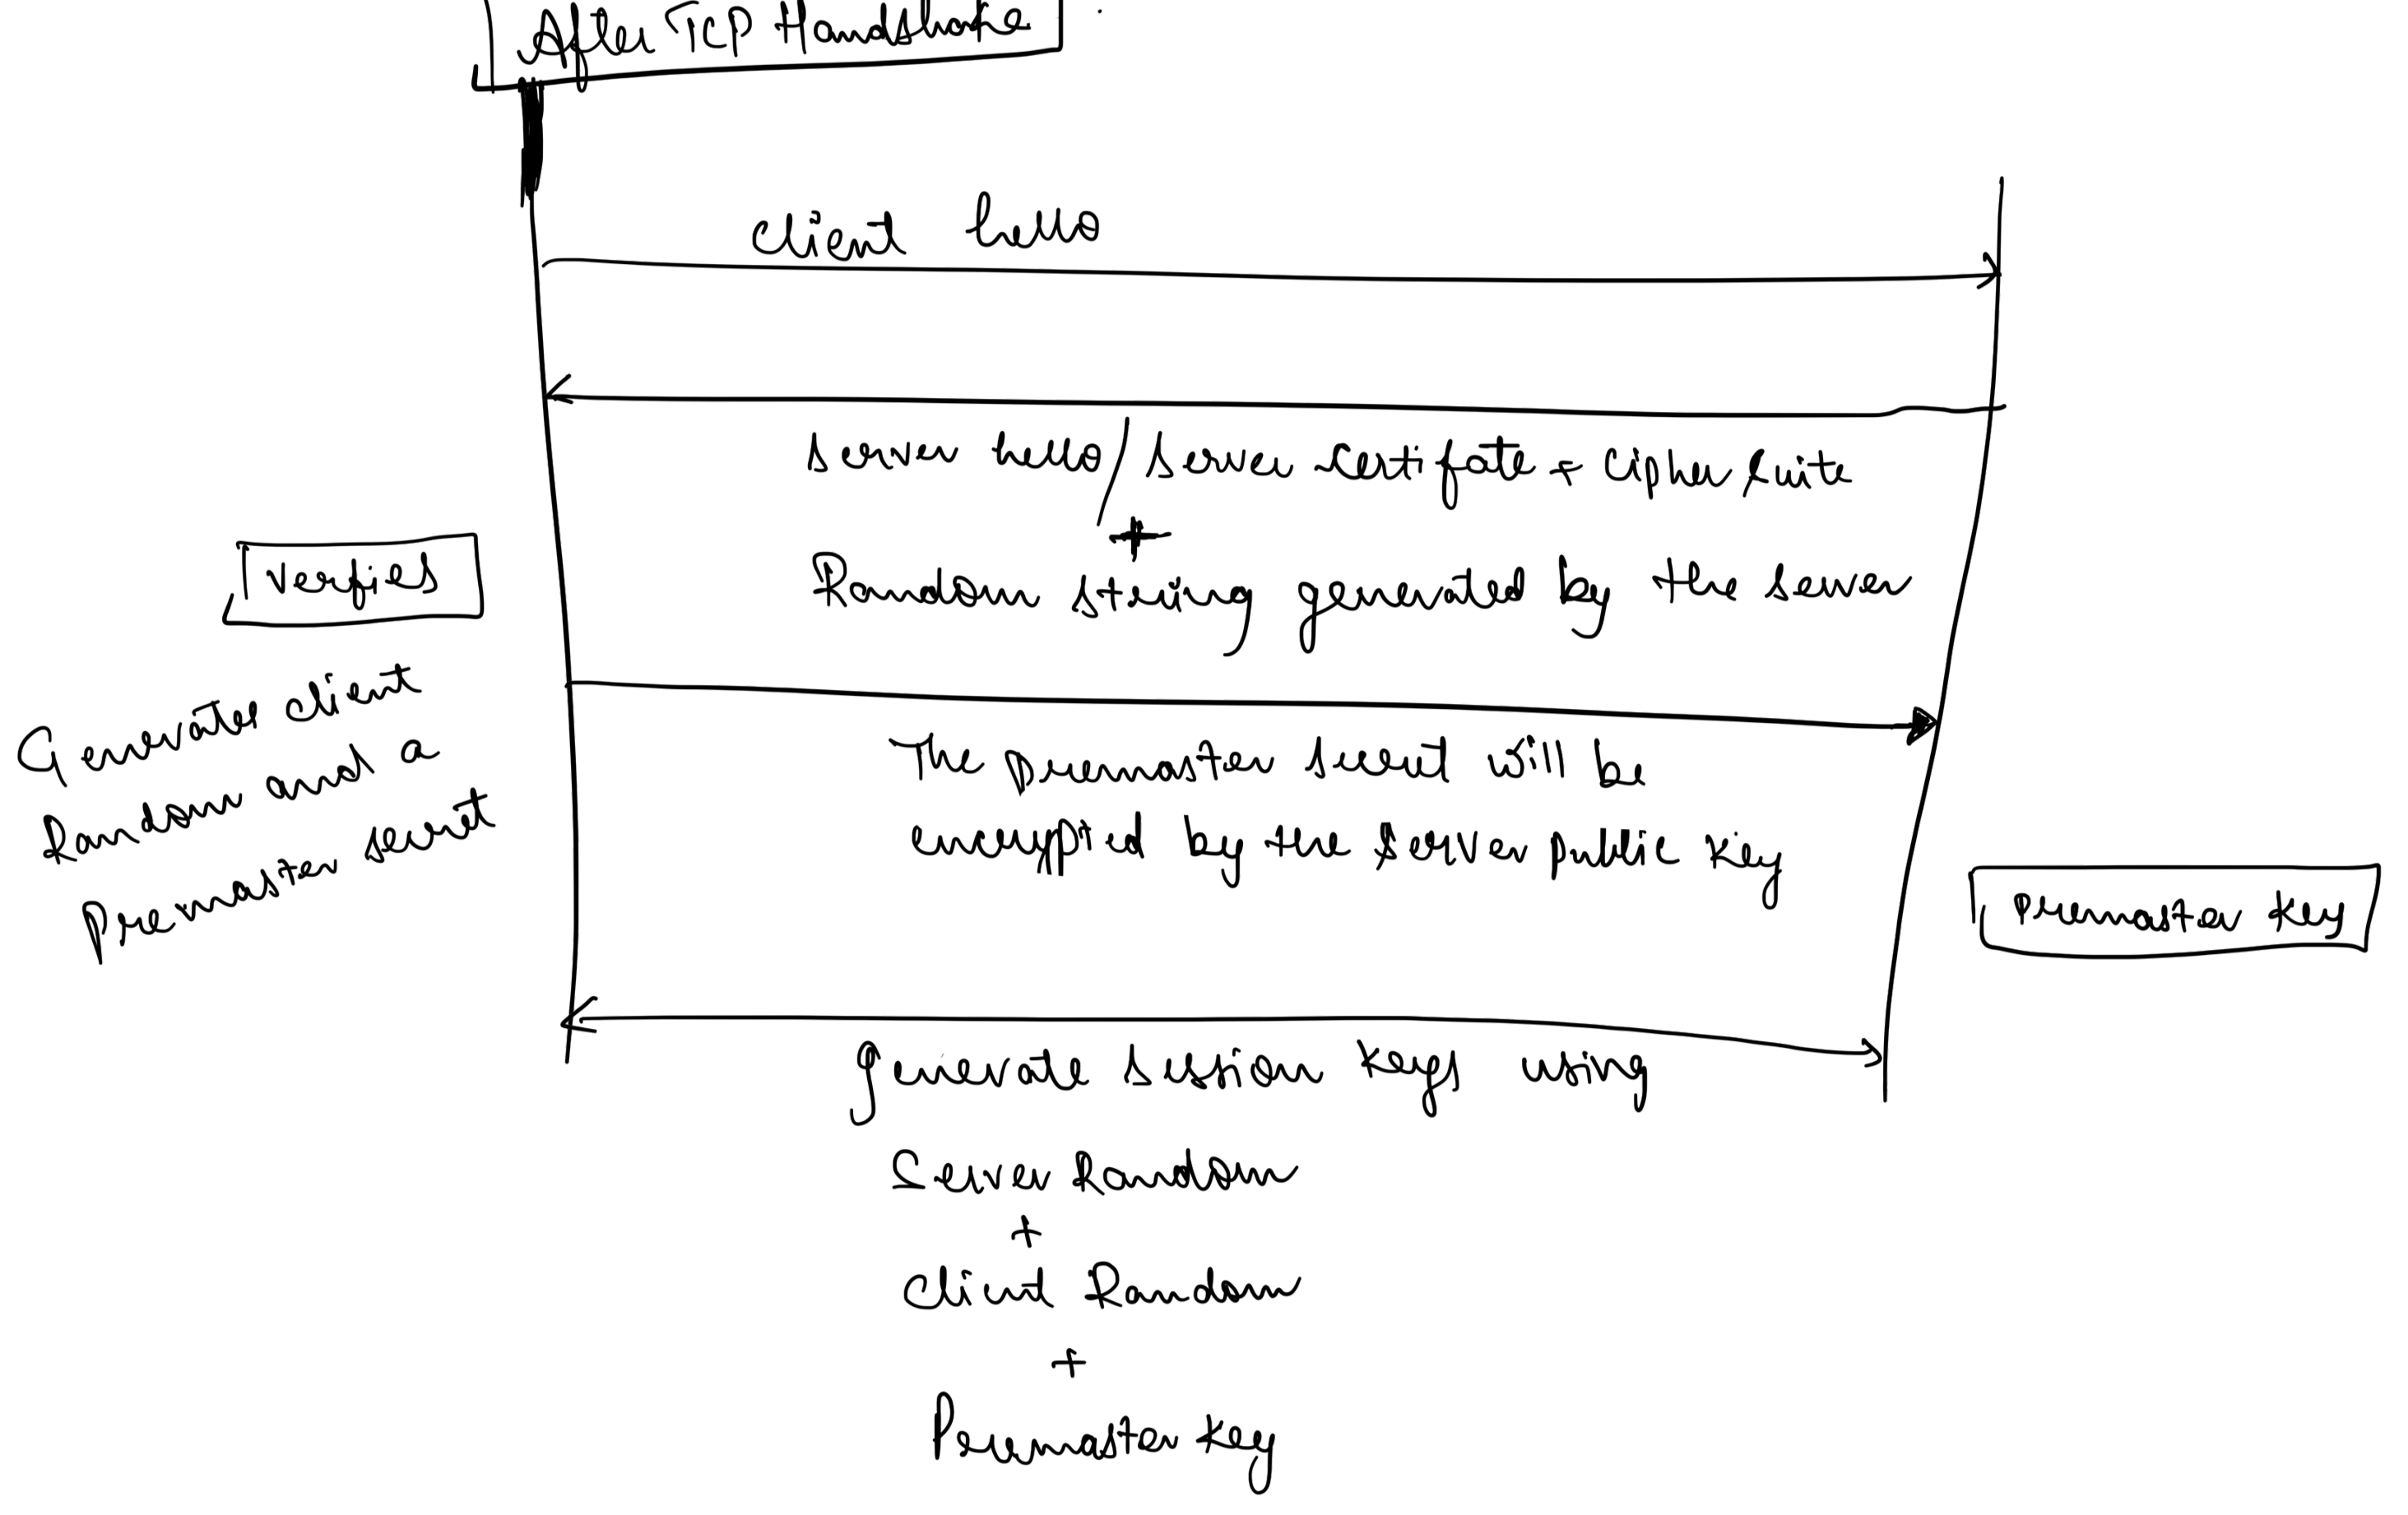 After TCP Handshake
client hello
server hello / server certifate + cipher suite
+
Random string generated by the server
Verfies
Generates client
Random and a
premaster secret
The premaster secret will be
encrypted by the server public key
premaster key
generate session keys using
Server Random
+
Client Random
+
Premaster key